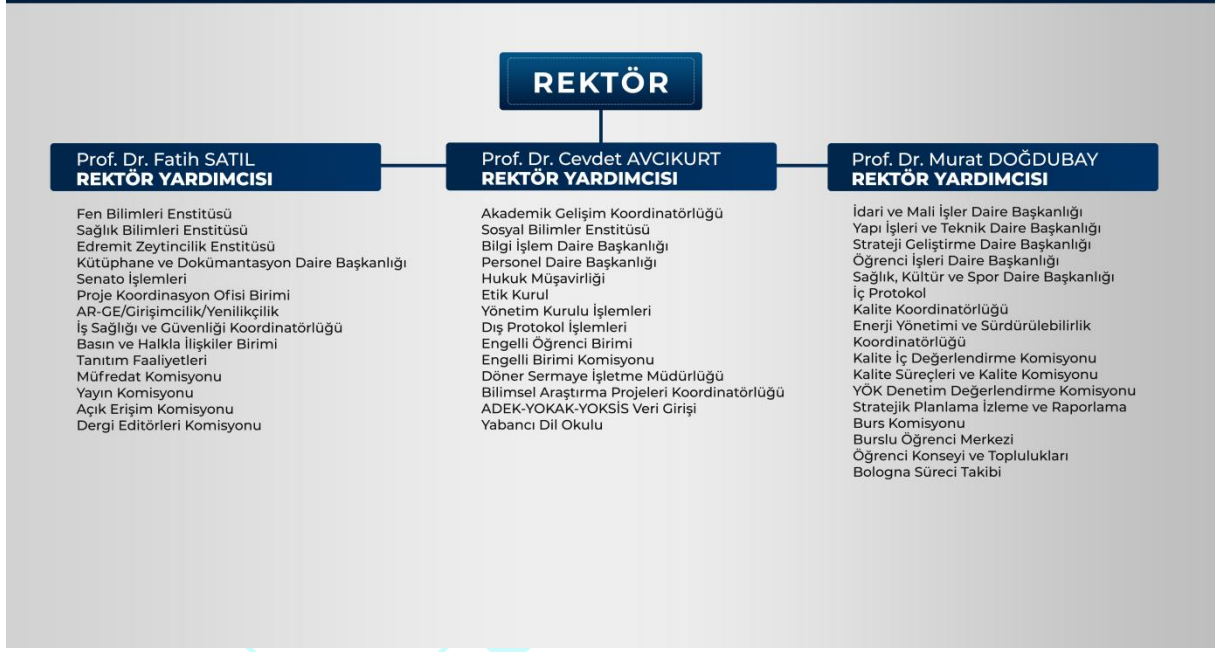 REKTÖR
Prof. Dr. Fatih SATIL
REKTÖR YARDIMCISI
Fen Bilimleri Enstitüsü
Sağlık Bilimleri Enstitüsü
Edremit Zeytincilik Enstitüsü
Kütüphane ve Dokümantasyon Daire Başkanlığı
Senato İşlemleri
Proje Koordinasyon Ofisi Birimi
AR-GE/Girişimcilik/Yenilikçilik
İş Sağlığı ve Güvenliği Koordinatörlüğü
Basın ve Halkla İlişkiler Birimi
Tanıtım Faaliyetleri
Müfredat Komisyonu
Yayın Komisyonu
Açık Erişim Komisyonu
Dergi Editörleri Komisyonu
Prof. Dr. Cevdet AVCIKURT
REKTÖR YARDIMCISI
Akademik Gelişim Koordinatörlüğü
Sosyal Bilimler Enstitüsü
Bilgi İşlem Daire Başkanlığı
Personel Daire Başkanlığı
Hukuk Müşavirliği
Etik Kurul
Yönetim Kurulu İşlemleri
Dış Protokol İşlemleri
Engelli Öğrenci Birimi
Engelli Birimi Komisyonu
Döner Sermaye İşletme Müdürlüğü
Bilimsel Araştırma Projeleri Koordinatörlüğü
ADEK-YOKAK-YOKSİS Veri Girişi
Yabancı Dil Okulu
Prof. Dr. Murat DOĞDUBAY
REKTÖR YARDIMCISI
İdari ve Mali İşler Daire Başkanlığı
Yapı İşleri ve Teknik Daire Başkanlığı
Strateji Geliştirme Daire Başkanlığı
Öğrenci İşleri Daire Başkanlığı
Sağlık, Kültür ve Spor Daire Başkanlığı
İç Protokol
Kalite Koordinatörlüğü
Enerji Yönetimi ve Sürdürülebilirlik
Koordinatörlüğü
Kalite İç Değerlendirme Komisyonu
Kalite Süreçleri ve Kalite Komisyonu
YÖK Denetim Değerlendirme Komisyonu
Stratejik Planlama İzleme ve Raporlama
Burs Komisyonu
Burslu Öğrenci Merkezi
Öğrenci Konseyi ve Toplulukları
Bologna Süreci Takibi